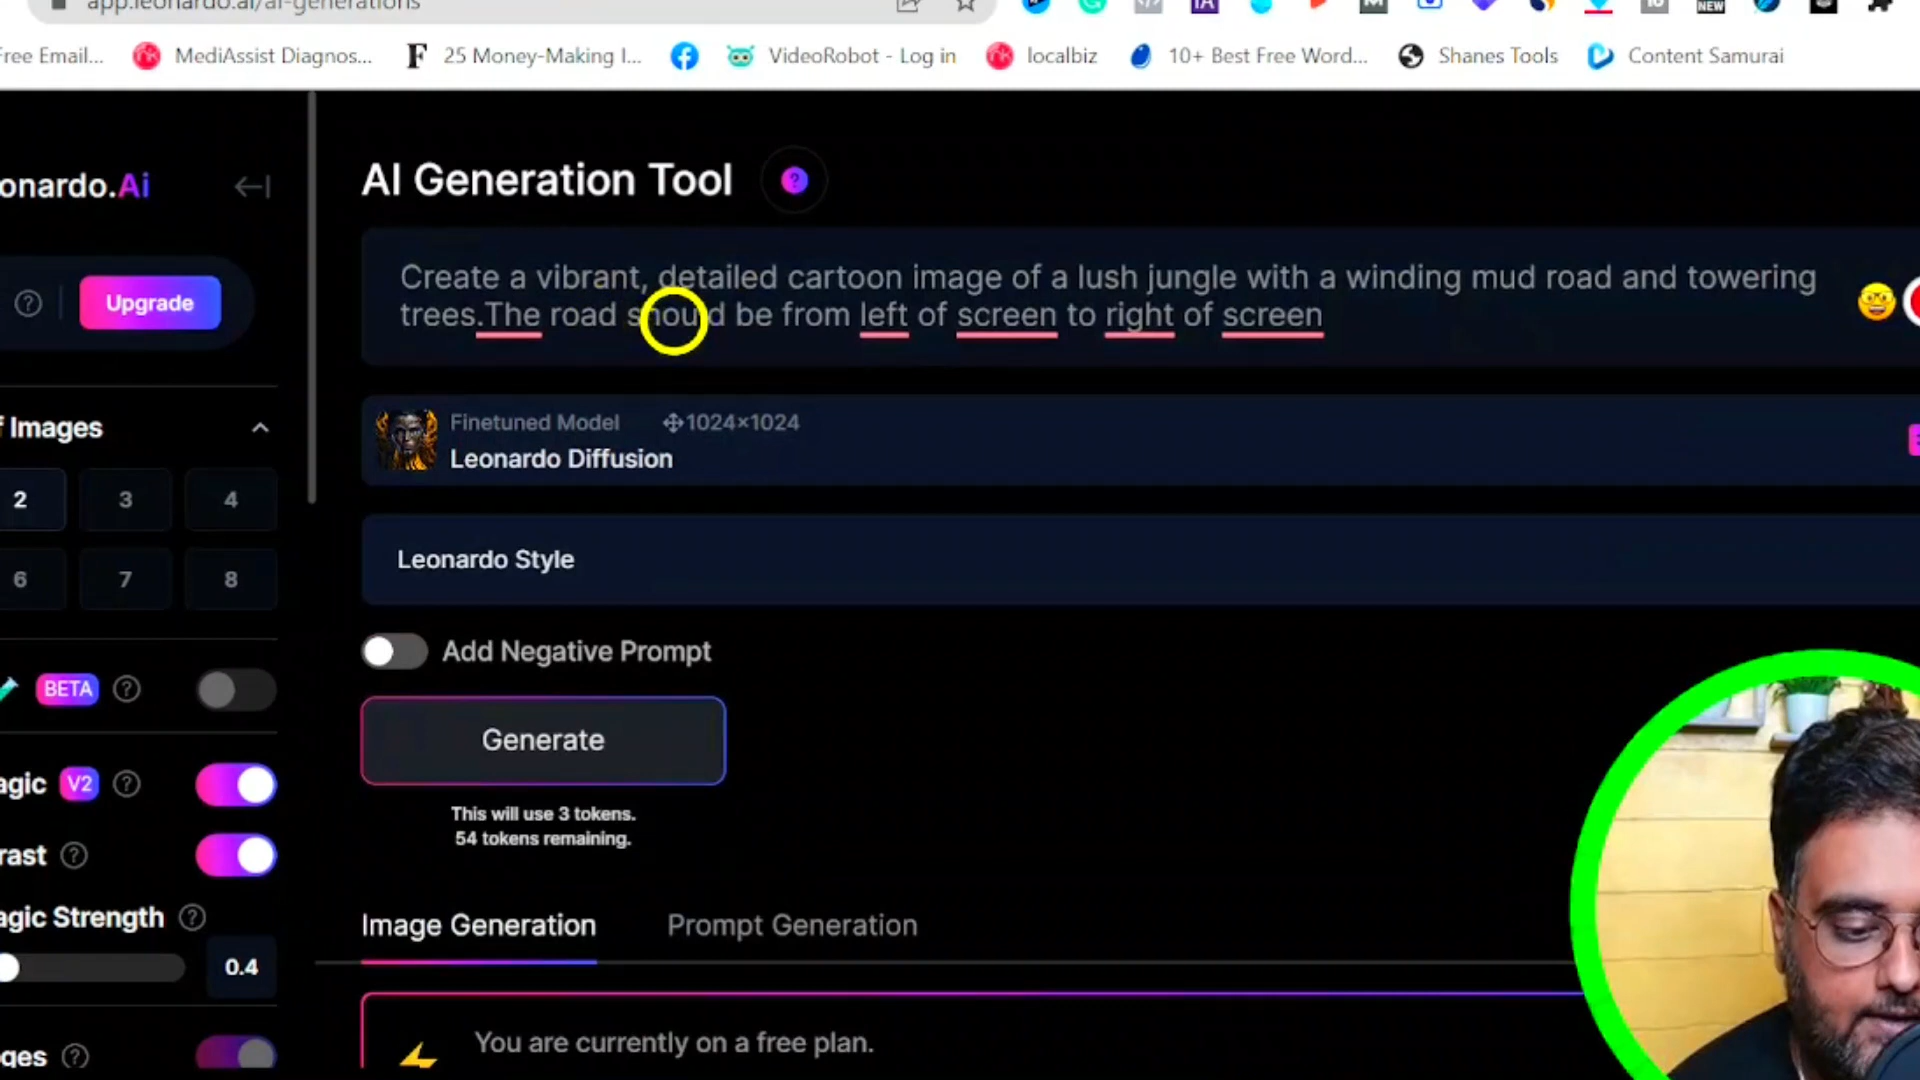 app.leonardo.ai/ai-generations
Free Email... MediAssist Diagnos... 25 Money-Making I... VideoRobot - Log in localbiz 10+ Best Free Word... Shanes Tools Content Samurai
onardo.Ai
AI Generation Tool ?
Create a vibrant, detailed cartoon image of a lush jungle with a winding mud road and towering
trees.The road should be from left of screen to right of screen
? Upgrade
Finetuned Model 1024×1024
Leonardo Diffusion
f Images
2 3 4
6 7 8
Leonardo Style
BETA ?
Add Negative Prompt
Generate
This will use 3 tokens.
54 tokens remaining.
agic V2 ?
rast ?
agic Strength ?
0.4
Image Generation Prompt Generation
ges ?
You are currently on a free plan.